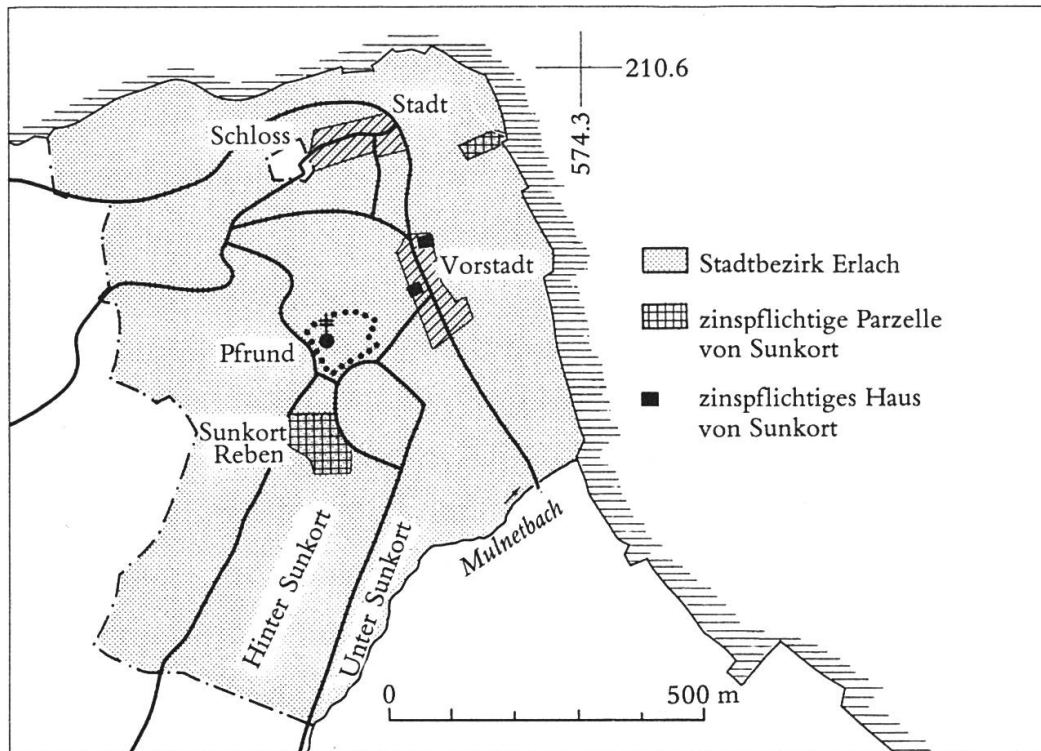 210.6
574.3
Stadt
Schloss
Vorstadt
Stadtbezirk Erlach
zinspflichtige Parzelle
von Sunkort
Pfrund
zinspflichtiges Haus
von Sunkort
Sunkort
Reben
Mulnetbach
Hinter Sunkort
Unter Sunkort
0
500 m